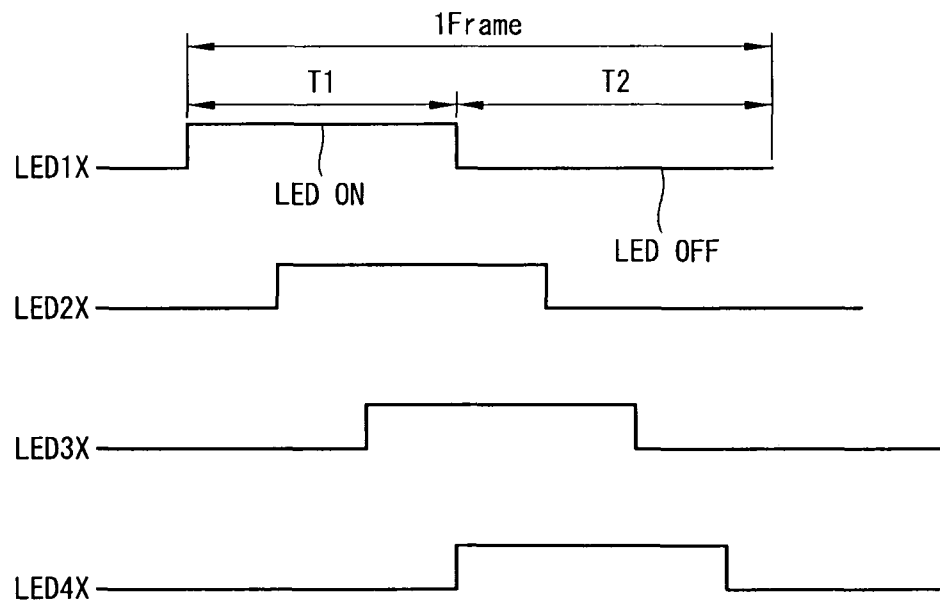 1Frame
T1
T2
LED1X
LED ON
LED OFF
LED2X
LED3X
LED4X